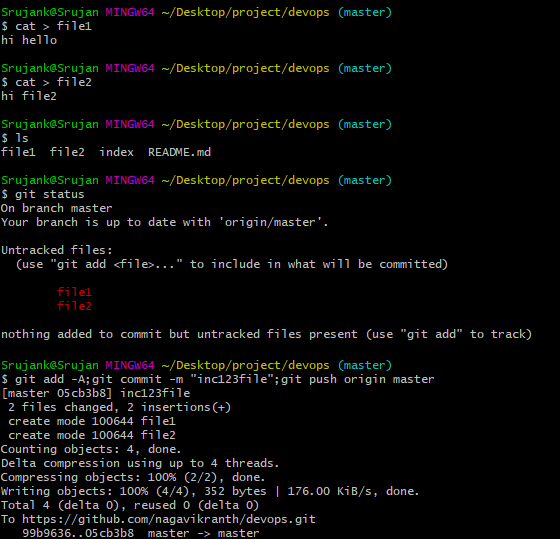 Srujank@Srujan MINGW64 ~/Desktop/project/devops (master)
$ cat > file1
hi hello
Srujank@Srujan MINGW64 ~/Desktop/project/devops (master)
$ cat > file2
hi file2
Srujank@Srujan MINGW64 ~/Desktop/project/devops (master)
$ ls
file1  file2  index  README.md
Srujank@Srujan MINGW64 ~/Desktop/project/devops (master)
$ git status
On branch master
Your branch is up to date with 'origin/master'.
Untracked files:
  (use "git add <file>..." to include in what will be committed)
        file1
        file2
nothing added to commit but untracked files present (use "git add" to track)
Srujank@Srujan MINGW64 ~/Desktop/project/devops (master)
$ git add -A;git commit -m "inc123file";git push origin master
[master 05cb3b8] inc123file
 2 files changed, 2 insertions(+)
 create mode 100644 file1
 create mode 100644 file2
Counting objects: 4, done.
Delta compression using up to 4 threads.
Compressing objects: 100% (2/2), done.
Writing objects: 100% (4/4), 352 bytes | 176.00 KiB/s, done.
Total 4 (delta 0), reused 0 (delta 0)
To https://github.com/nagavikranth/devops.git
   99b9636..05cb3b8  master -> master